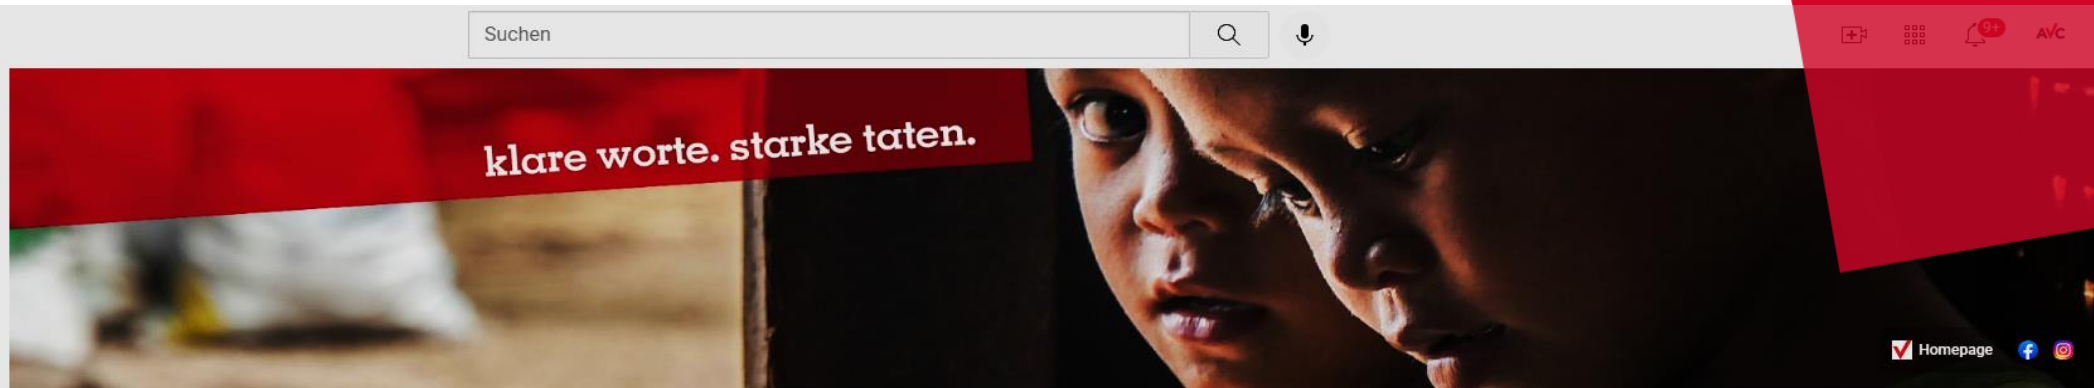 Suchen
9+
AVC
klare worte. starke taten.
Homepage